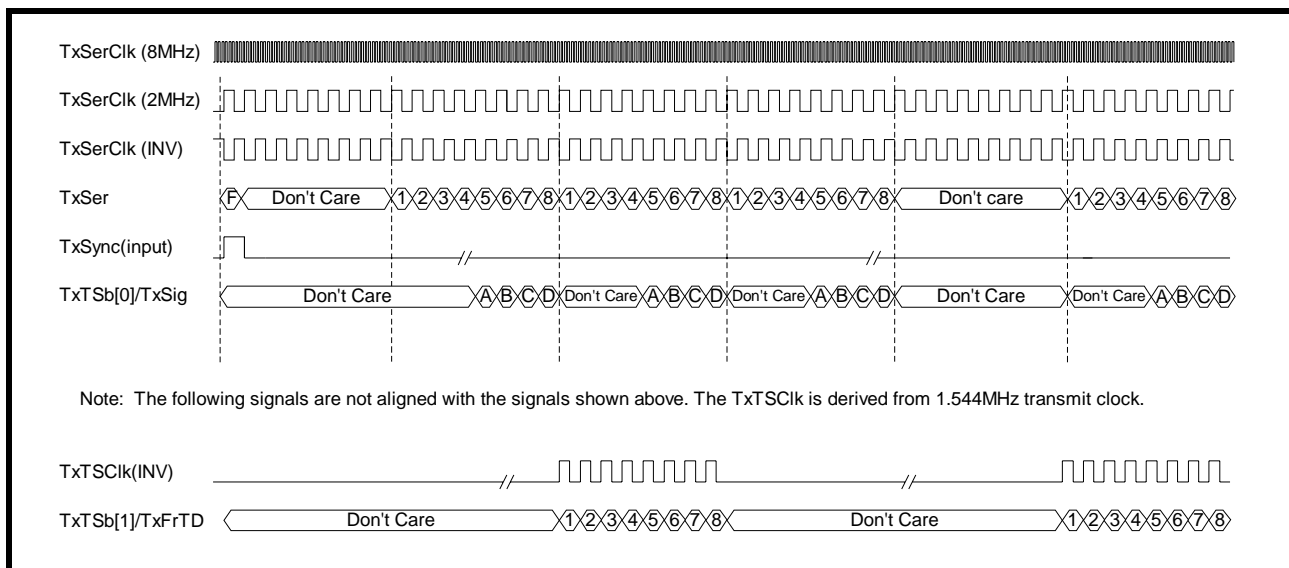 TxSerClk (8MHz)
TxSerClk (2MHz)
TxSerClk (INV)
TxSer F Don't Care 1 2 3 4 5 6 7 8 1 2 3 4 5 6 7 8 1 2 3 4 5 6 7 8 Don't care 1 2 3 4 5 6 7 8
TxSync(input)
TxTSb[0]/TxSig Don't Care A B C D Don't Care A B C D Don't Care A B C D Don't Care Don't Care A B C D
Note: The following signals are not aligned with the signals shown above. The TxTSClk is derived from 1.544MHz transmit clock.
TxTSClk(INV)
TxTSb[1]/TxFrTD Don't Care 1 2 3 4 5 6 7 8 Don't Care 1 2 3 4 5 6 7 8